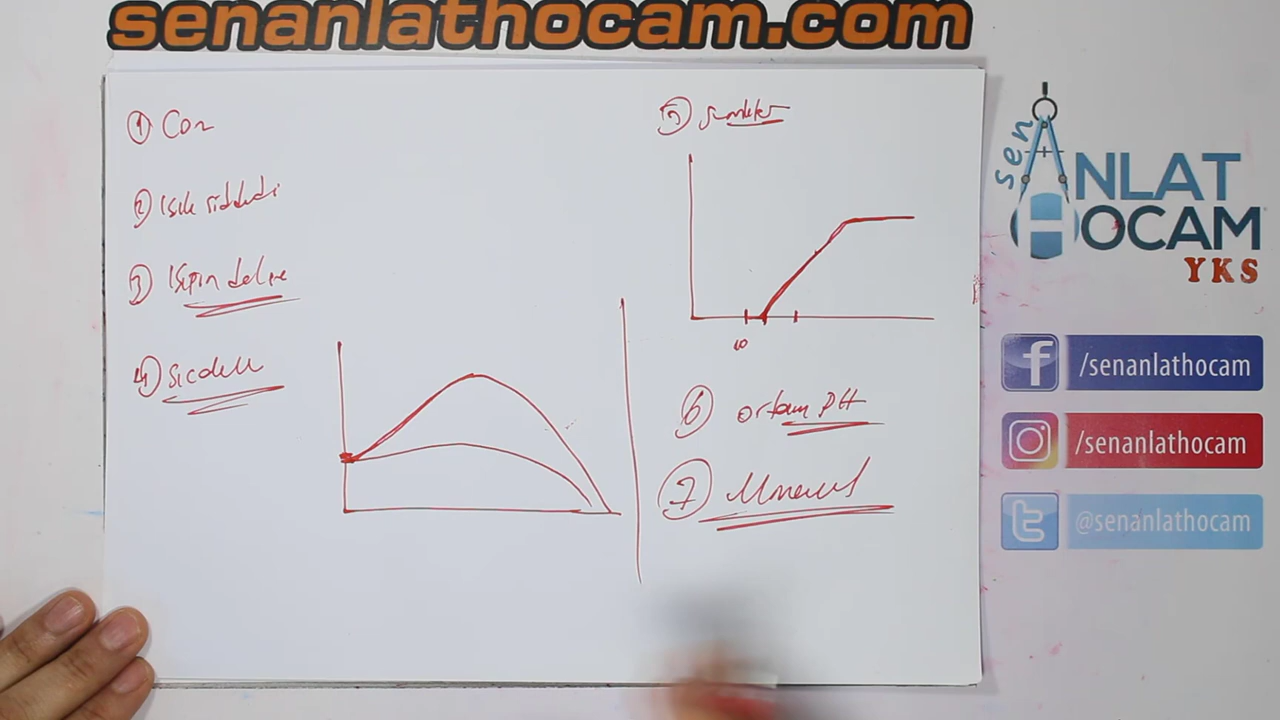 senanlathocam.com
① CO₂
② Işık şiddeti
③ Işığın dalga
④ Sıcaklık
⑤
10
⑥ ortam PH
⑦ Mineral
sen
ANLAT
HOCAM
YKS
/senanlathocam
/senanlathocam
@senanlathocam